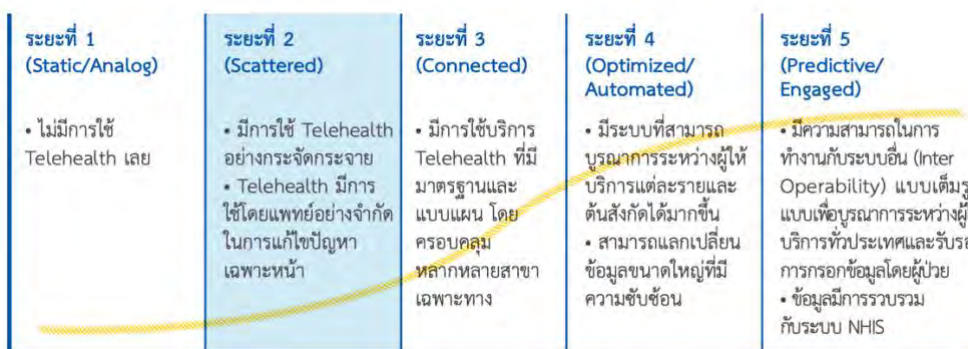 ระยะที่ 1
(Static/Analog)
• ไม่มีการใช้
Telehealth เลย
ระยะที่ 2
(Scattered)
• มีการใช้ Telehealth
อย่างกระจัดกระจาย
• Telehealth มีการ
ใช้โดยแพทย์อย่างจำกัด
ในการแก้ไขปัญหา
เฉพาะหน้า
ระยะที่ 3
(Connected)
• มีการใช้บริการ
Telehealth ที่มี
มาตรฐานและ
แบบแผน โดย
ครอบคลุม
หลากหลายสาขา
เฉพาะทาง
ระยะที่ 4
(Optimized/
Automated)
• มีระบบที่สามารถ
บูรณาการระหว่างผู้ให้
บริการแต่ละรายและ
ต้นสังกัดได้มากขึ้น
• สามารถแลกเปลี่ยน
ข้อมูลขนาดใหญ่ที่มี
ความซับซ้อน
ระยะที่ 5
(Predictive/
Engaged)
• มีความสามารถในการ
ทำงานกับระบบอื่น (Inter
Operability) แบบเต็มรู
แบบเพื่อบูรณาการระหว่างผู้
บริการทั่วประเทศและรับรอ
การกรอกข้อมูลโดยผู้ป่วย
• ข้อมูลมีการรวบรวม
กับระบบ NHIS